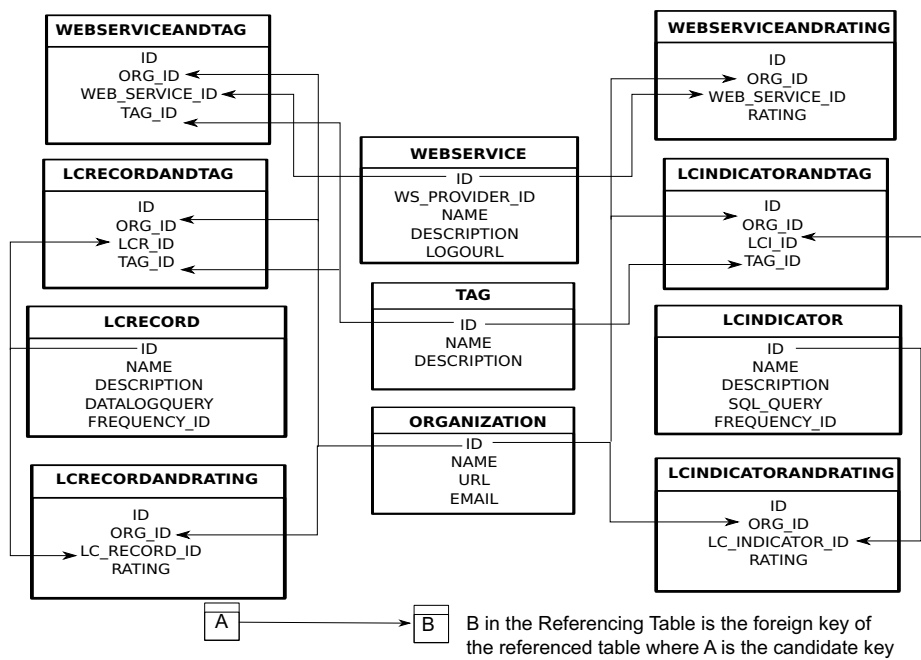 WEBSERVICEANDTAG
ID
ORG_ID
WEB_SERVICE_ID
TAG_ID
WEBSERVICEANDRATING
ID
ORG_ID
WEB_SERVICE_ID
RATING
WEBSERVICE
ID
WS_PROVIDER_ID
NAME
DESCRIPTION
LOGOURL
LCRECORDANDTAG
ID
ORG_ID
LCR_ID
TAG_ID
LCINDICATORANDTAG
ID
ORG_ID
LCI_ID
TAG_ID
TAG
ID
NAME
DESCRIPTION
LCRECORD
ID
NAME
DESCRIPTION
DATALOGQUERY
FREQUENCY_ID
LCINDICATOR
ID
NAME
DESCRIPTION
SQL_QUERY
FREQUENCY_ID
ORGANIZATION
ID
NAME
URL
EMAIL
LCRECORDANDRATING
ID
ORG_ID
LC_RECORD_ID
RATING
LCINDICATORANDRATING
ID
ORG_ID
LC_INDICATOR_ID
RATING
A
B
B in the Referencing Table is the foreign key of
the referenced table where A is the candidate key